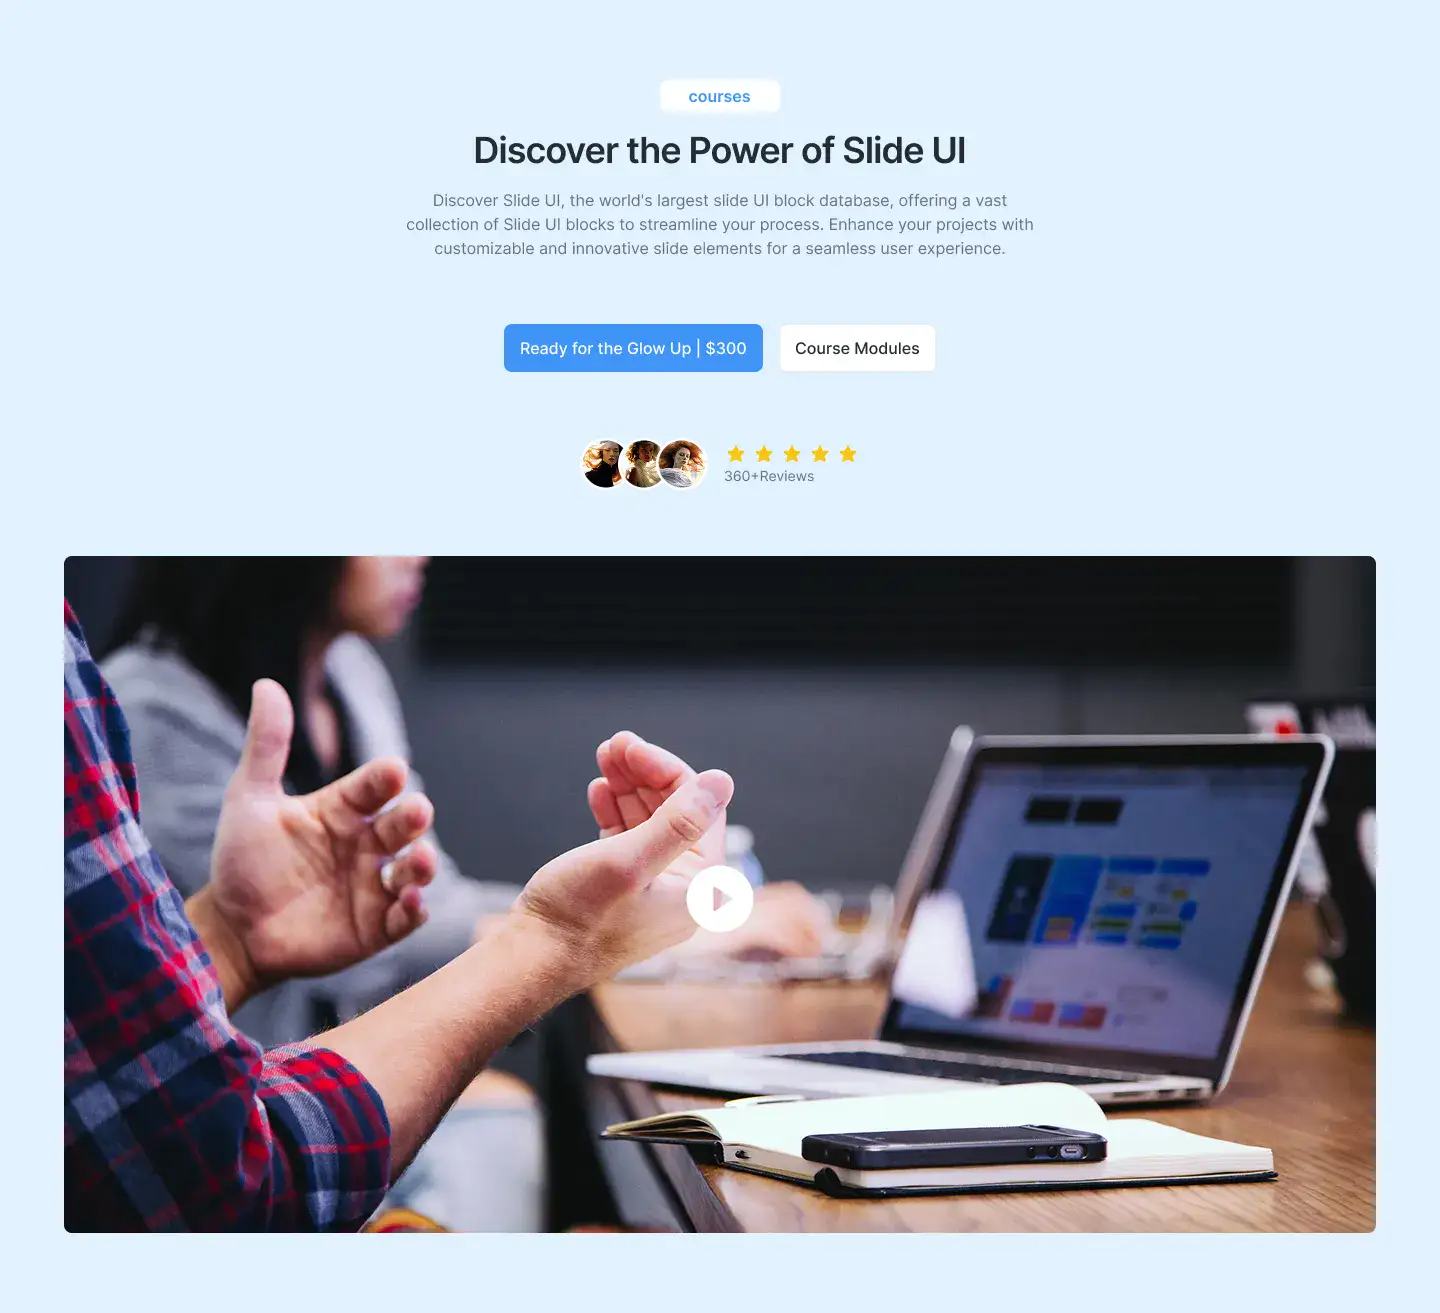 courses
Discover the Power of Slide UI
Discover Slide UI, the world's largest slide UI block database, offering a vast
collection of Slide UI blocks to streamline your process. Enhance your projects with
customizable and innovative slide elements for a seamless user experience.
Ready for the Glow Up | $300
Course Modules
360+Reviews